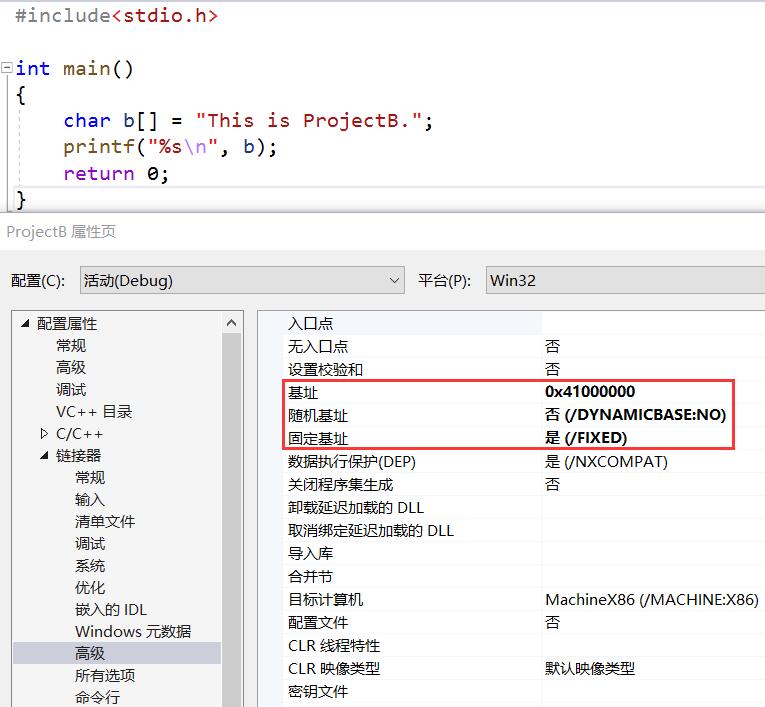 #include<stdio.h>
int main()
{
char b[] = "This is ProjectB.";
printf("%s\n", b);
return 0;
}
ProjectB 属性页
配置(C): 活动(Debug) 平台(P): Win32
配置属性
常规
高级
调试
VC++ 目录
C/C++
链接器
常规
输入
清单文件
调试
系统
优化
嵌入的 IDL
Windows 元数据
高级
所有选项
命令行
入口点
无入口点 否
设置校验和 否
基址 0x41000000
随机基址 否 (/DYNAMICBASE:NO)
固定基址 是 (/FIXED)
数据执行保护(DEP) 是 (/NXCOMPAT)
关闭程序集生成 否
卸载延迟加载的 DLL
取消绑定延迟加载的 DLL
导入库
合并节
目标计算机 MachineX86 (/MACHINE:X86)
配置文件 否
CLR 线程特性
CLR 映像类型 默认映像类型
密钥文件